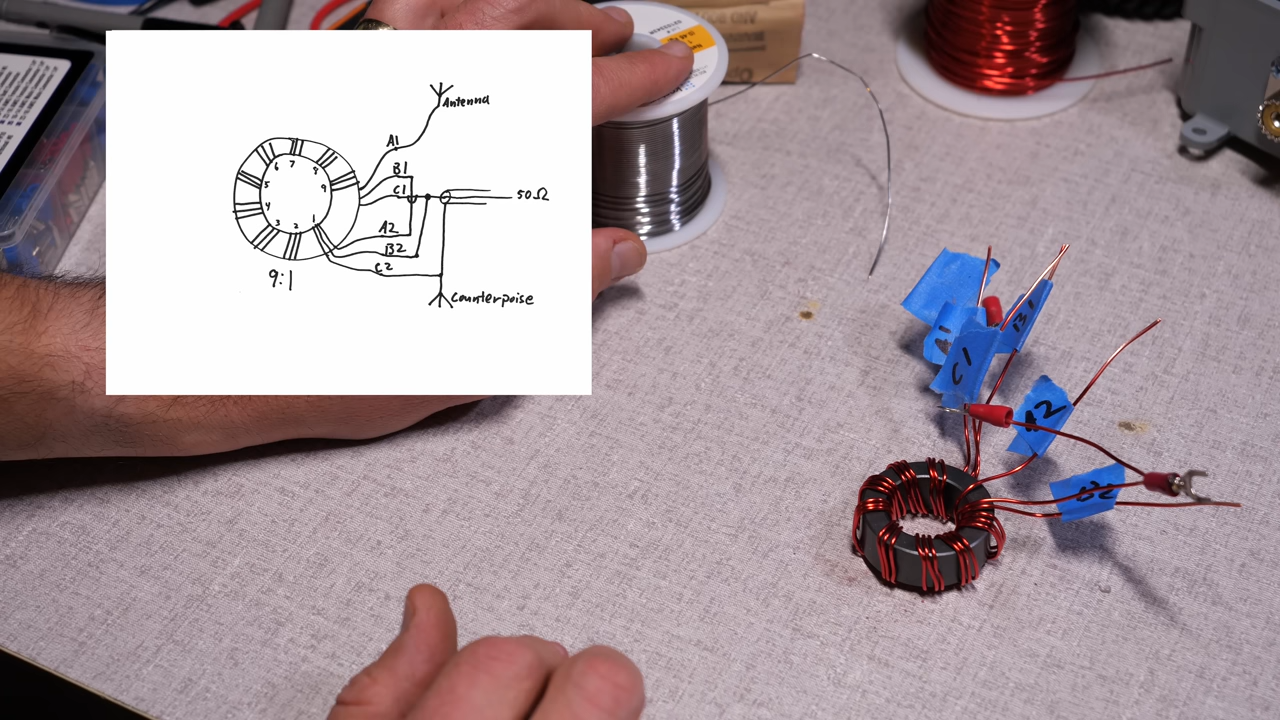 Antenna
A1
B1
C1
50Ω
A2
B2
C2
Counterpoise
9:1
1
2
3
4
5
6
7
8
9
C1
B1
A2
B2